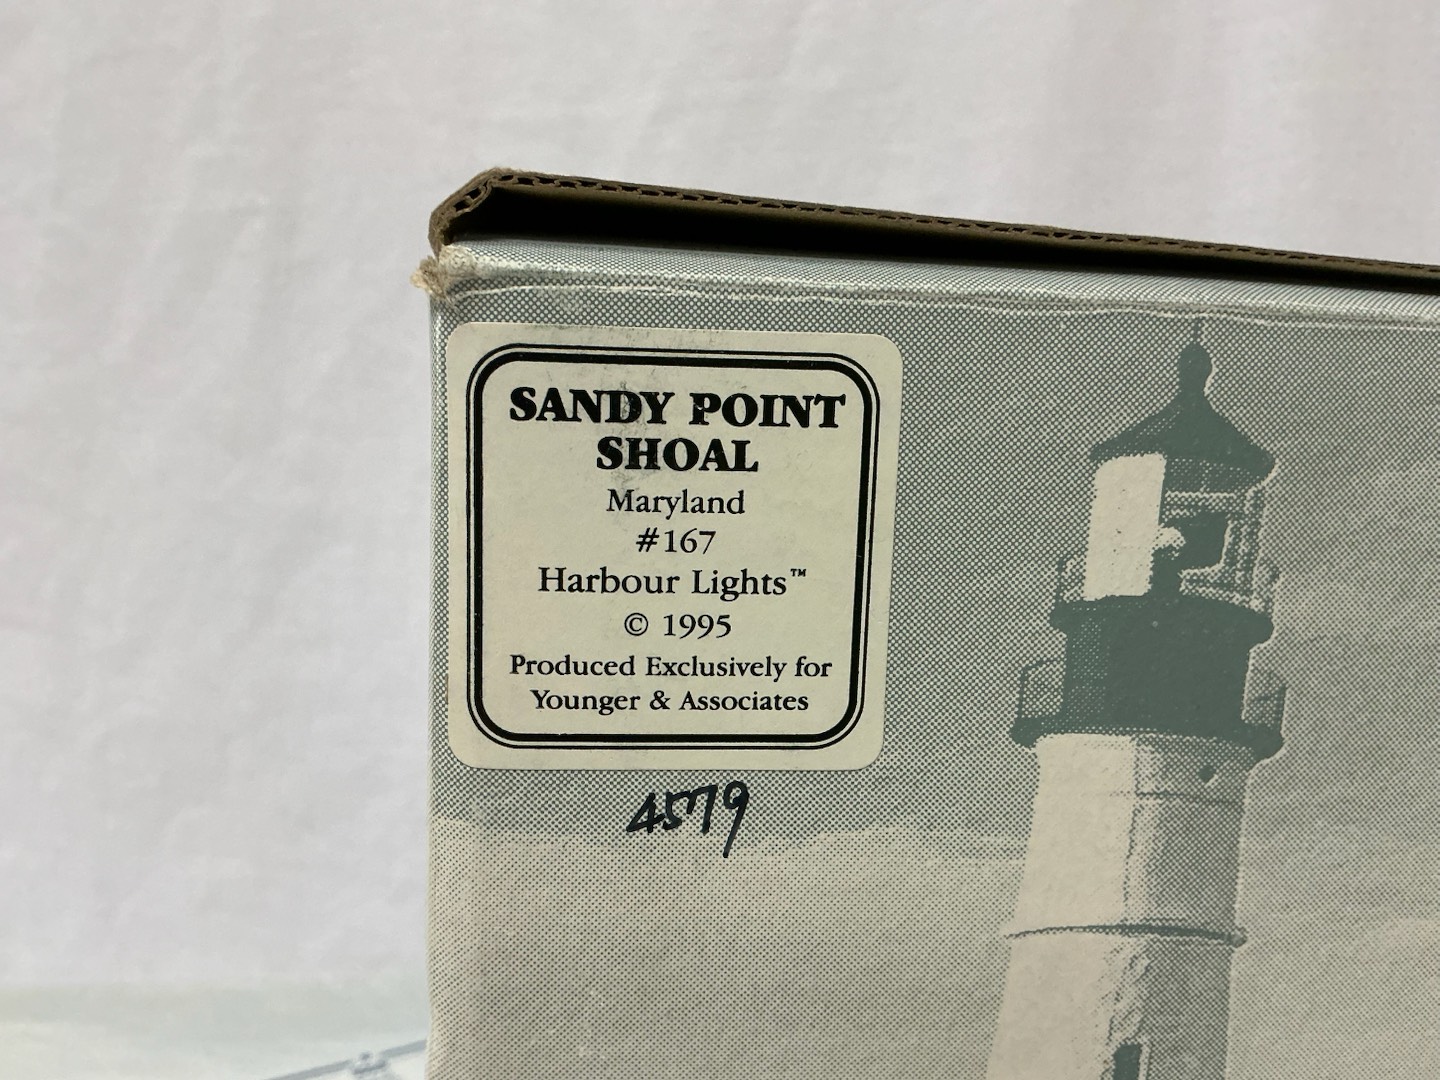 SANDY POINT
SHOAL
Maryland
#167
Harbour Lights™
© 1995
Produced Exclusively for
Younger & Associates
4579